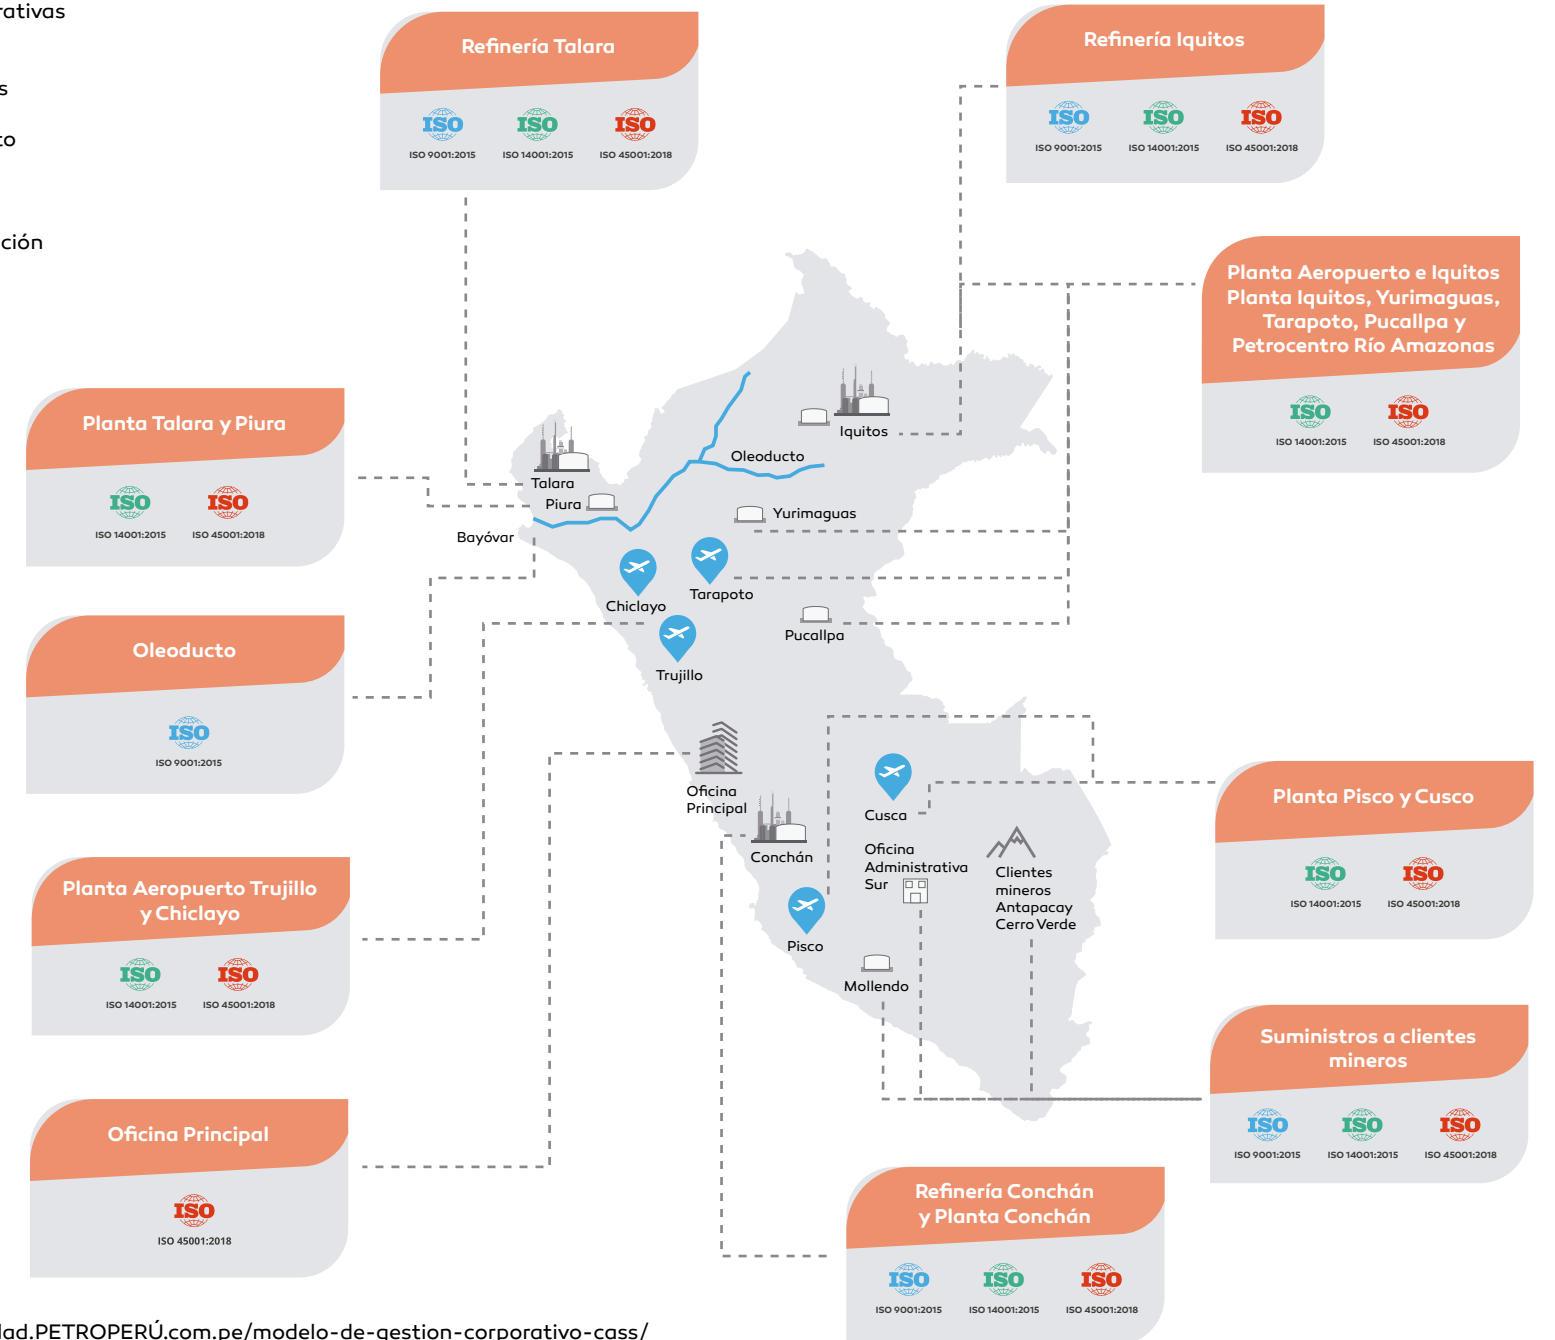 rativas
s
to
ción
Refinería Talara
ISO ISO ISO
ISO 9001:2015 ISO 14001:2015 ISO 45001:2018
Refinería Iquitos
ISO ISO ISO
ISO 9001:2015 ISO 14001:2015 ISO 45001:2018
Planta Aeropuerto e Iquitos
Planta Iquitos, Yurimaguas,
Tarapoto, Pucallpa y
Petrocentro Río Amazonas
ISO ISO
ISO 14001:2015 ISO 45001:2018
Planta Talara y Piura
ISO ISO
ISO 14001:2015 ISO 45001:2018
Oleoducto
ISO
ISO 9001:2015
Planta Aeropuerto Trujillo
y Chiclayo
ISO ISO
ISO 14001:2015 ISO 45001:2018
Oficina Principal
ISO
ISO 45001:2018
Iquitos
Oleoducto
Talara
Piura
Yurimaguas
Bayóvar
Chiclayo
Tarapoto
Pucallpa
Trujillo
Oficina
Principal
Conchán
Cusca
Oficina
Administrativa
Sur
Clientes
mineros
Antapacay
Cerro Verde
Pisco
Mollendo
Planta Pisco y Cusco
ISO ISO
ISO 14001:2015 ISO 45001:2018
Suministros a clientes
mineros
ISO ISO ISO
ISO 9001:2015 ISO 14001:2015 ISO 45001:2018
Refinería Conchán
y Planta Conchán
ISO ISO ISO
ISO 9001:2015 ISO 14001:2015 ISO 45001:2018
dad.PETROPERÚ.com.pe/modelo-de-gestion-corporativo-cass/